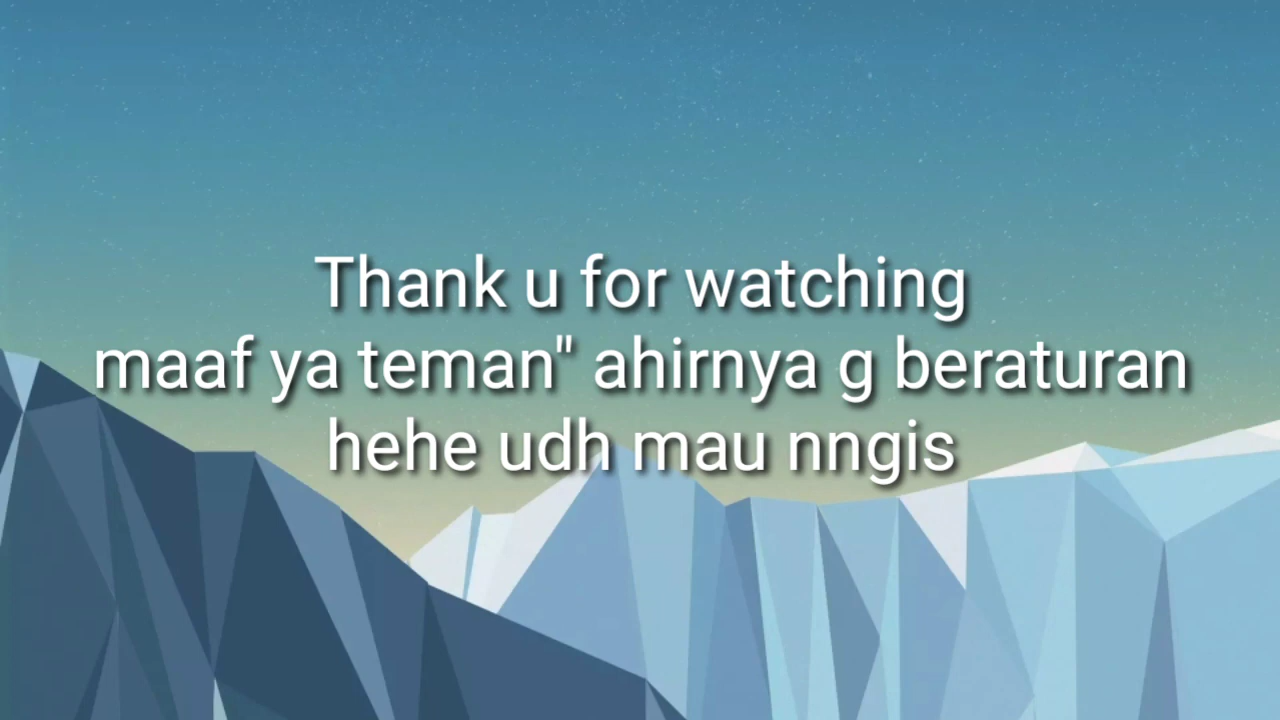 Thank u for watching
maaf ya teman" ahirnya g beraturan
hehe udh mau nngis